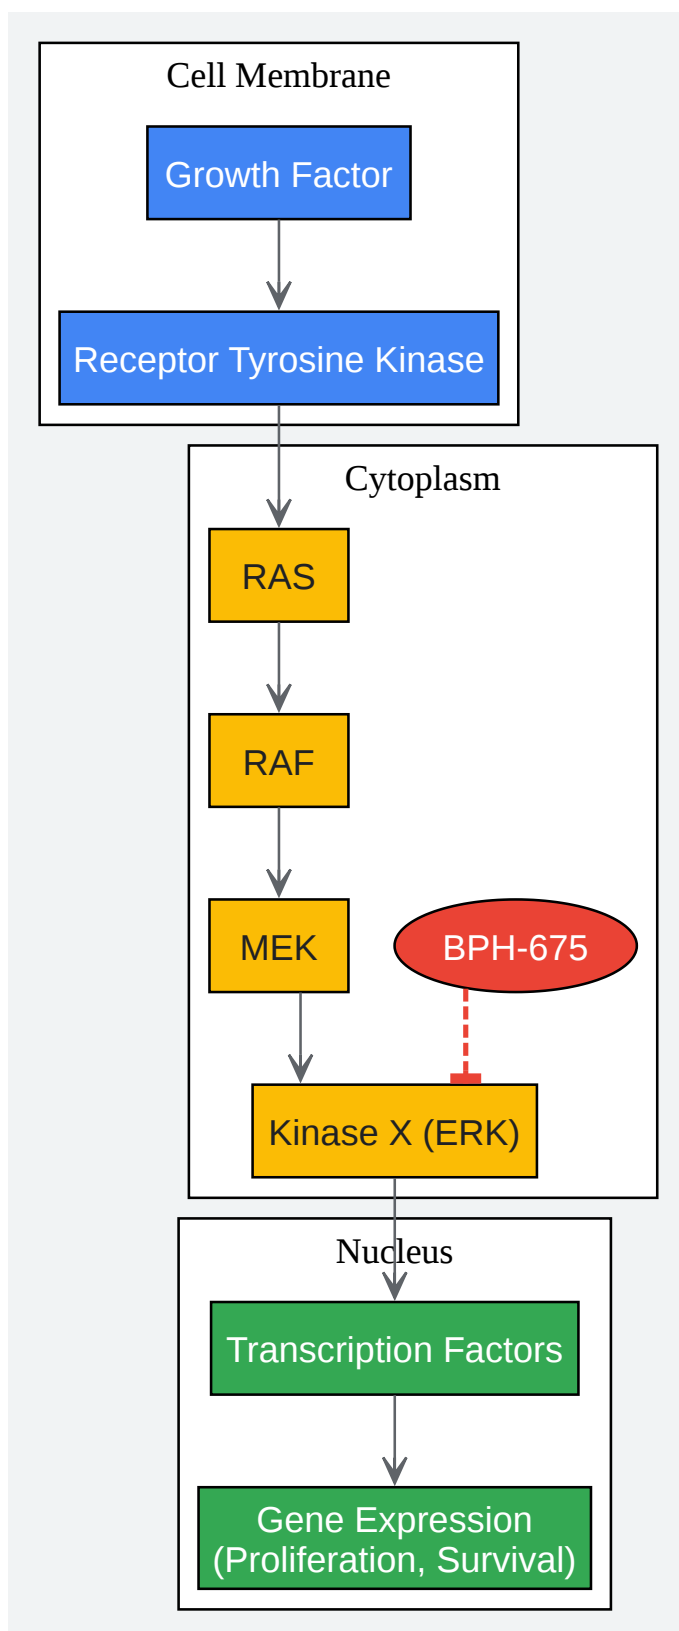 Cell Membrane
Growth Factor
Receptor Tyrosine Kinase
Cytoplasm
RAS
RAF
MEK
BPH-675
Kinase X (ERK)
Nucleus
Transcription Factors
Gene Expression
(Proliferation, Survival)